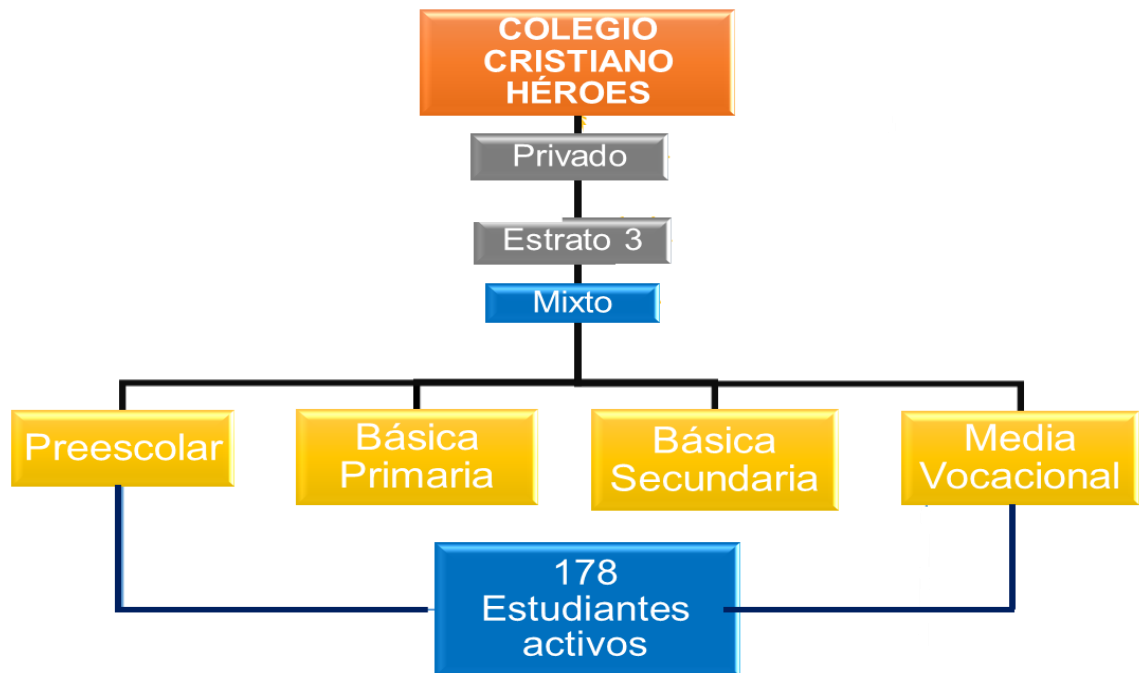 COLEGIO
CRISTIANO
HÉROES
Privado
Estrato 3
Mixto
Preescolar
Básica
Primaria
Básica
Secundaria
Media
Vocacional
178
Estudiantes
activos